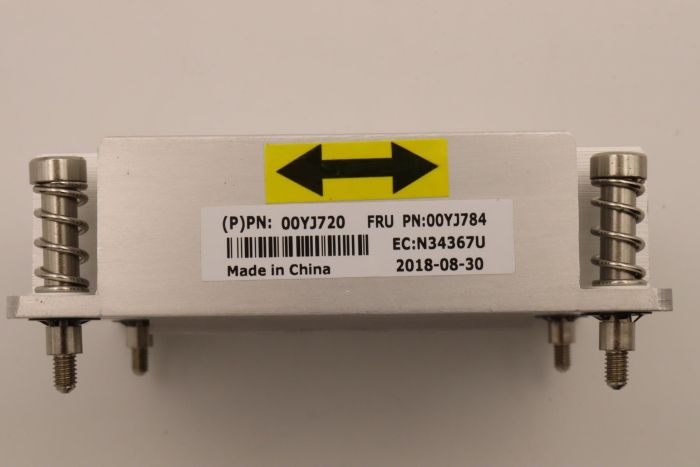 (P)PN: 00YJ720 FRU PN:00YJ784
EC:N34367U
Made in China 2018-08-30